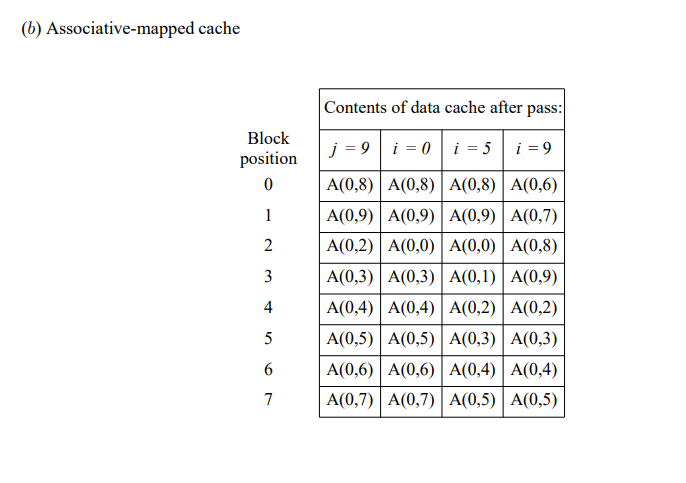 (b) Associative-mapped cache
Contents of data cache after pass:
Block position j = 9 i = 0 i = 5 i = 9
0 A(0,8) A(0,8) A(0,8) A(0,6)
1 A(0,9) A(0,9) A(0,9) A(0,7)
2 A(0,2) A(0,0) A(0,0) A(0,8)
3 A(0,3) A(0,3) A(0,1) A(0,9)
4 A(0,4) A(0,4) A(0,2) A(0,2)
5 A(0,5) A(0,5) A(0,3) A(0,3)
6 A(0,6) A(0,6) A(0,4) A(0,4)
7 A(0,7) A(0,7) A(0,5) A(0,5)